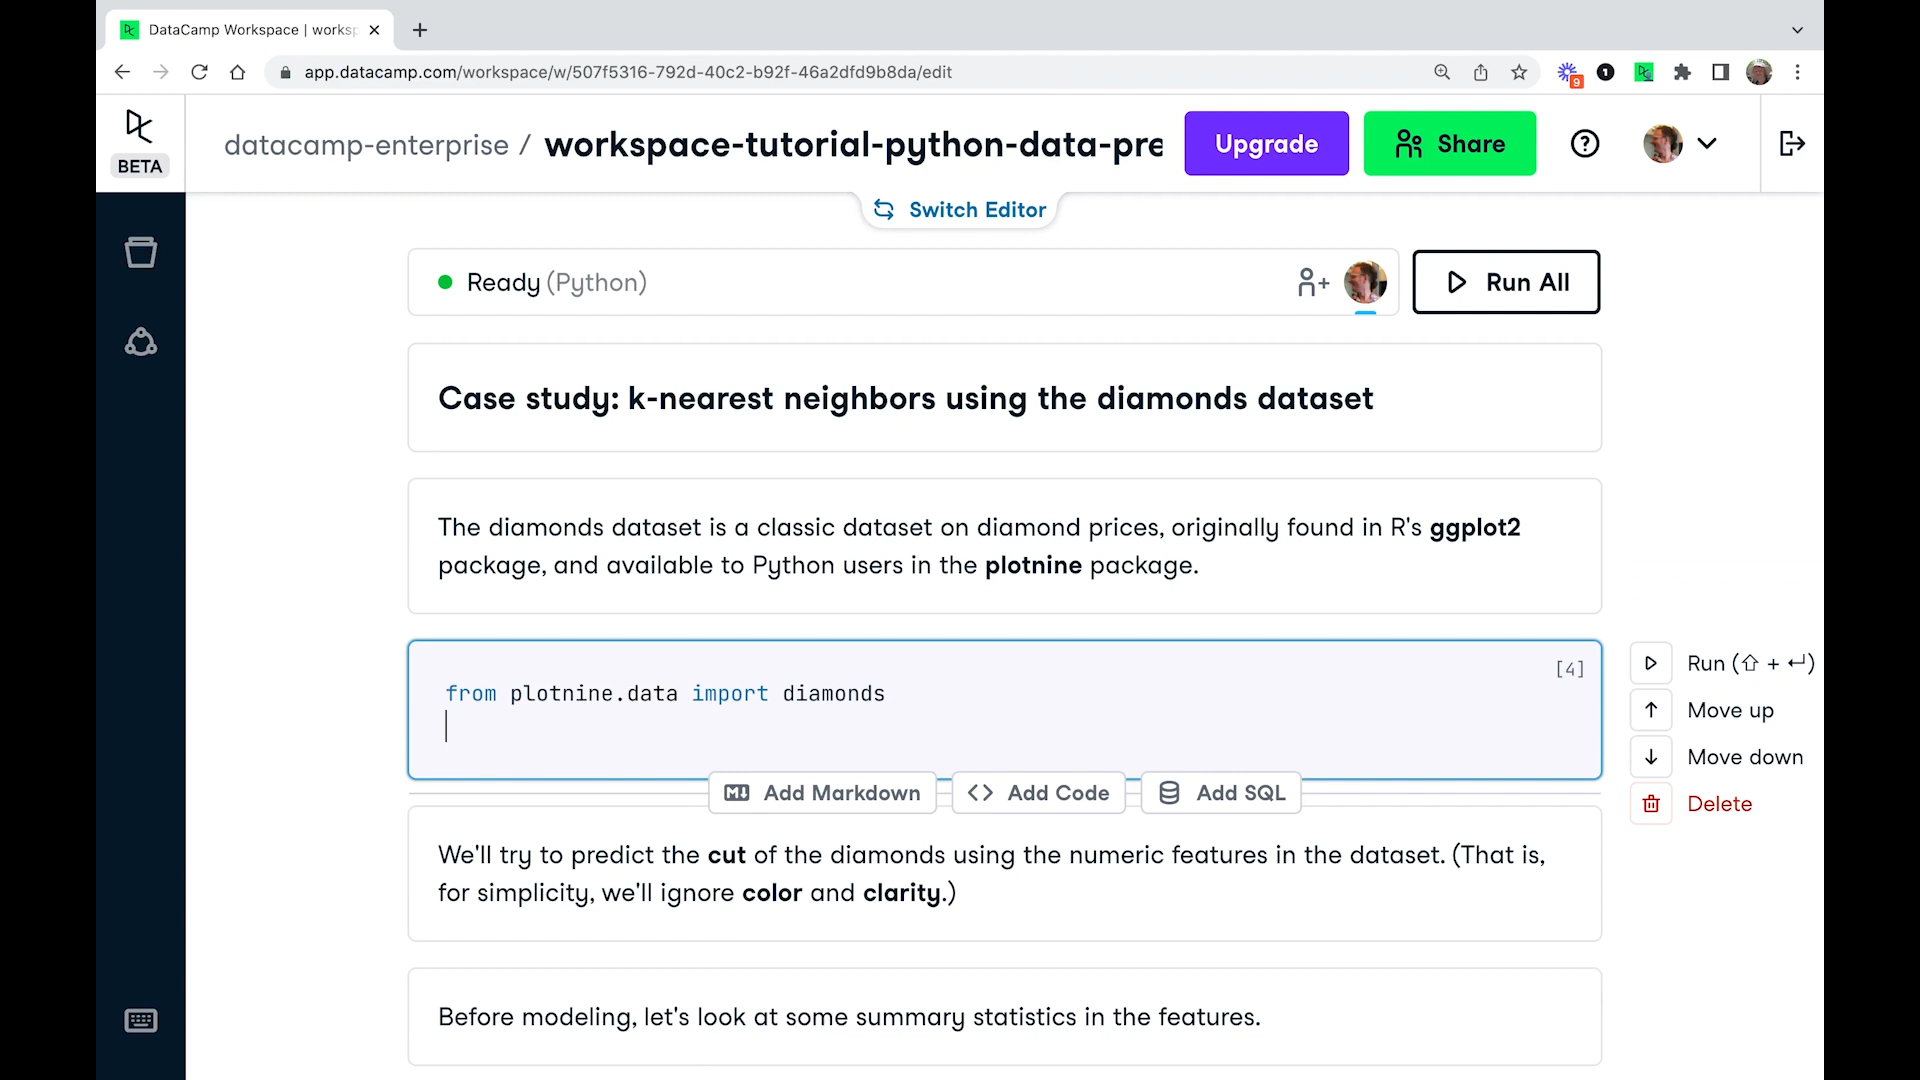 DataCamp Workspace | works
app.datacamp.com/workspace/w/507f5316-792d-40c2-b92f-46a2dfd9b8da/edit
9
1
BETA
datacamp-enterprise / workspace-tutorial-python-data-pre
Upgrade
Share
Switch Editor
Ready (Python)
Run All
Case study: k-nearest neighbors using the diamonds dataset
The diamonds dataset is a classic dataset on diamond prices, originally found in R's ggplot2
package, and available to Python users in the plotnine package.
[4]
from plotnine.data import diamonds
Run (⇧ + ↵)
Move up
Move down
Delete
Add Markdown
Add Code
Add SQL
We'll try to predict the cut of the diamonds using the numeric features in the dataset. (That is,
for simplicity, we'll ignore color and clarity.)
Before modeling, let's look at some summary statistics in the features.